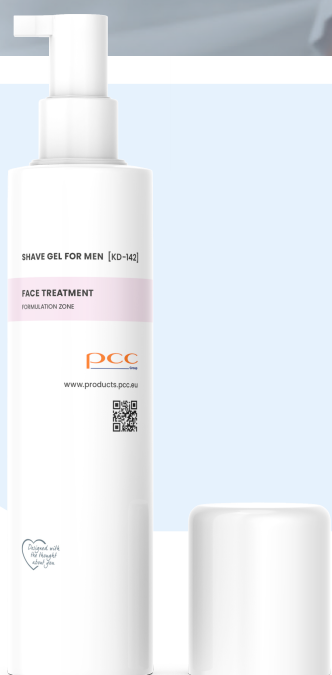 SHAVE GEL FOR MEN [KD-142]
FACE TREATMENT
FORMULATION ZONE
pcc
Group
www.products.pcc.eu
Designed with
the thought
about you